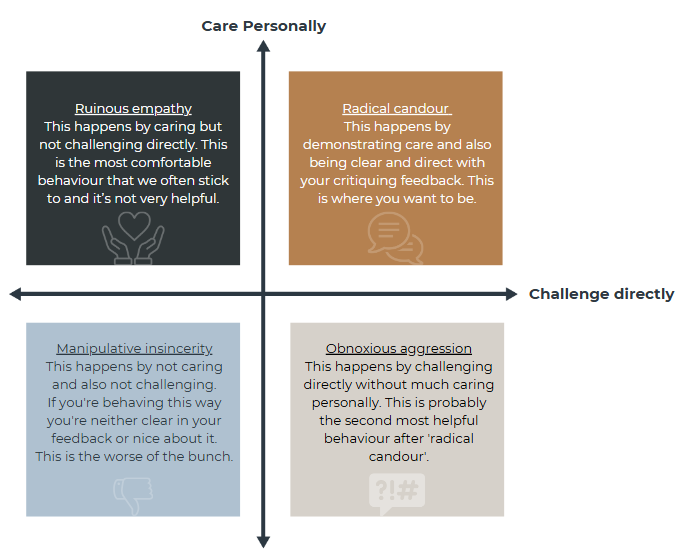 Care Personally
Ruinous empathy
This happens by caring but
not challenging directly. This
is the most comfortable
behaviour that we often stick
to and it's not very helpful.
Radical candour
This happens by
demonstrating care and also
being clear and direct with
your critiquing feedback. This
is where you want to be.
Challenge directly
Manipulative insincerity
This happens by not caring
and also not challenging.
If you're behaving this way
you're neither clear in your
feedback or nice about it.
This is the worse of the bunch.
Obnoxious aggression
This happens by challenging
directly without much caring
personally. This is probably
the second most helpful
behaviour after 'radical
candour'.
?!#